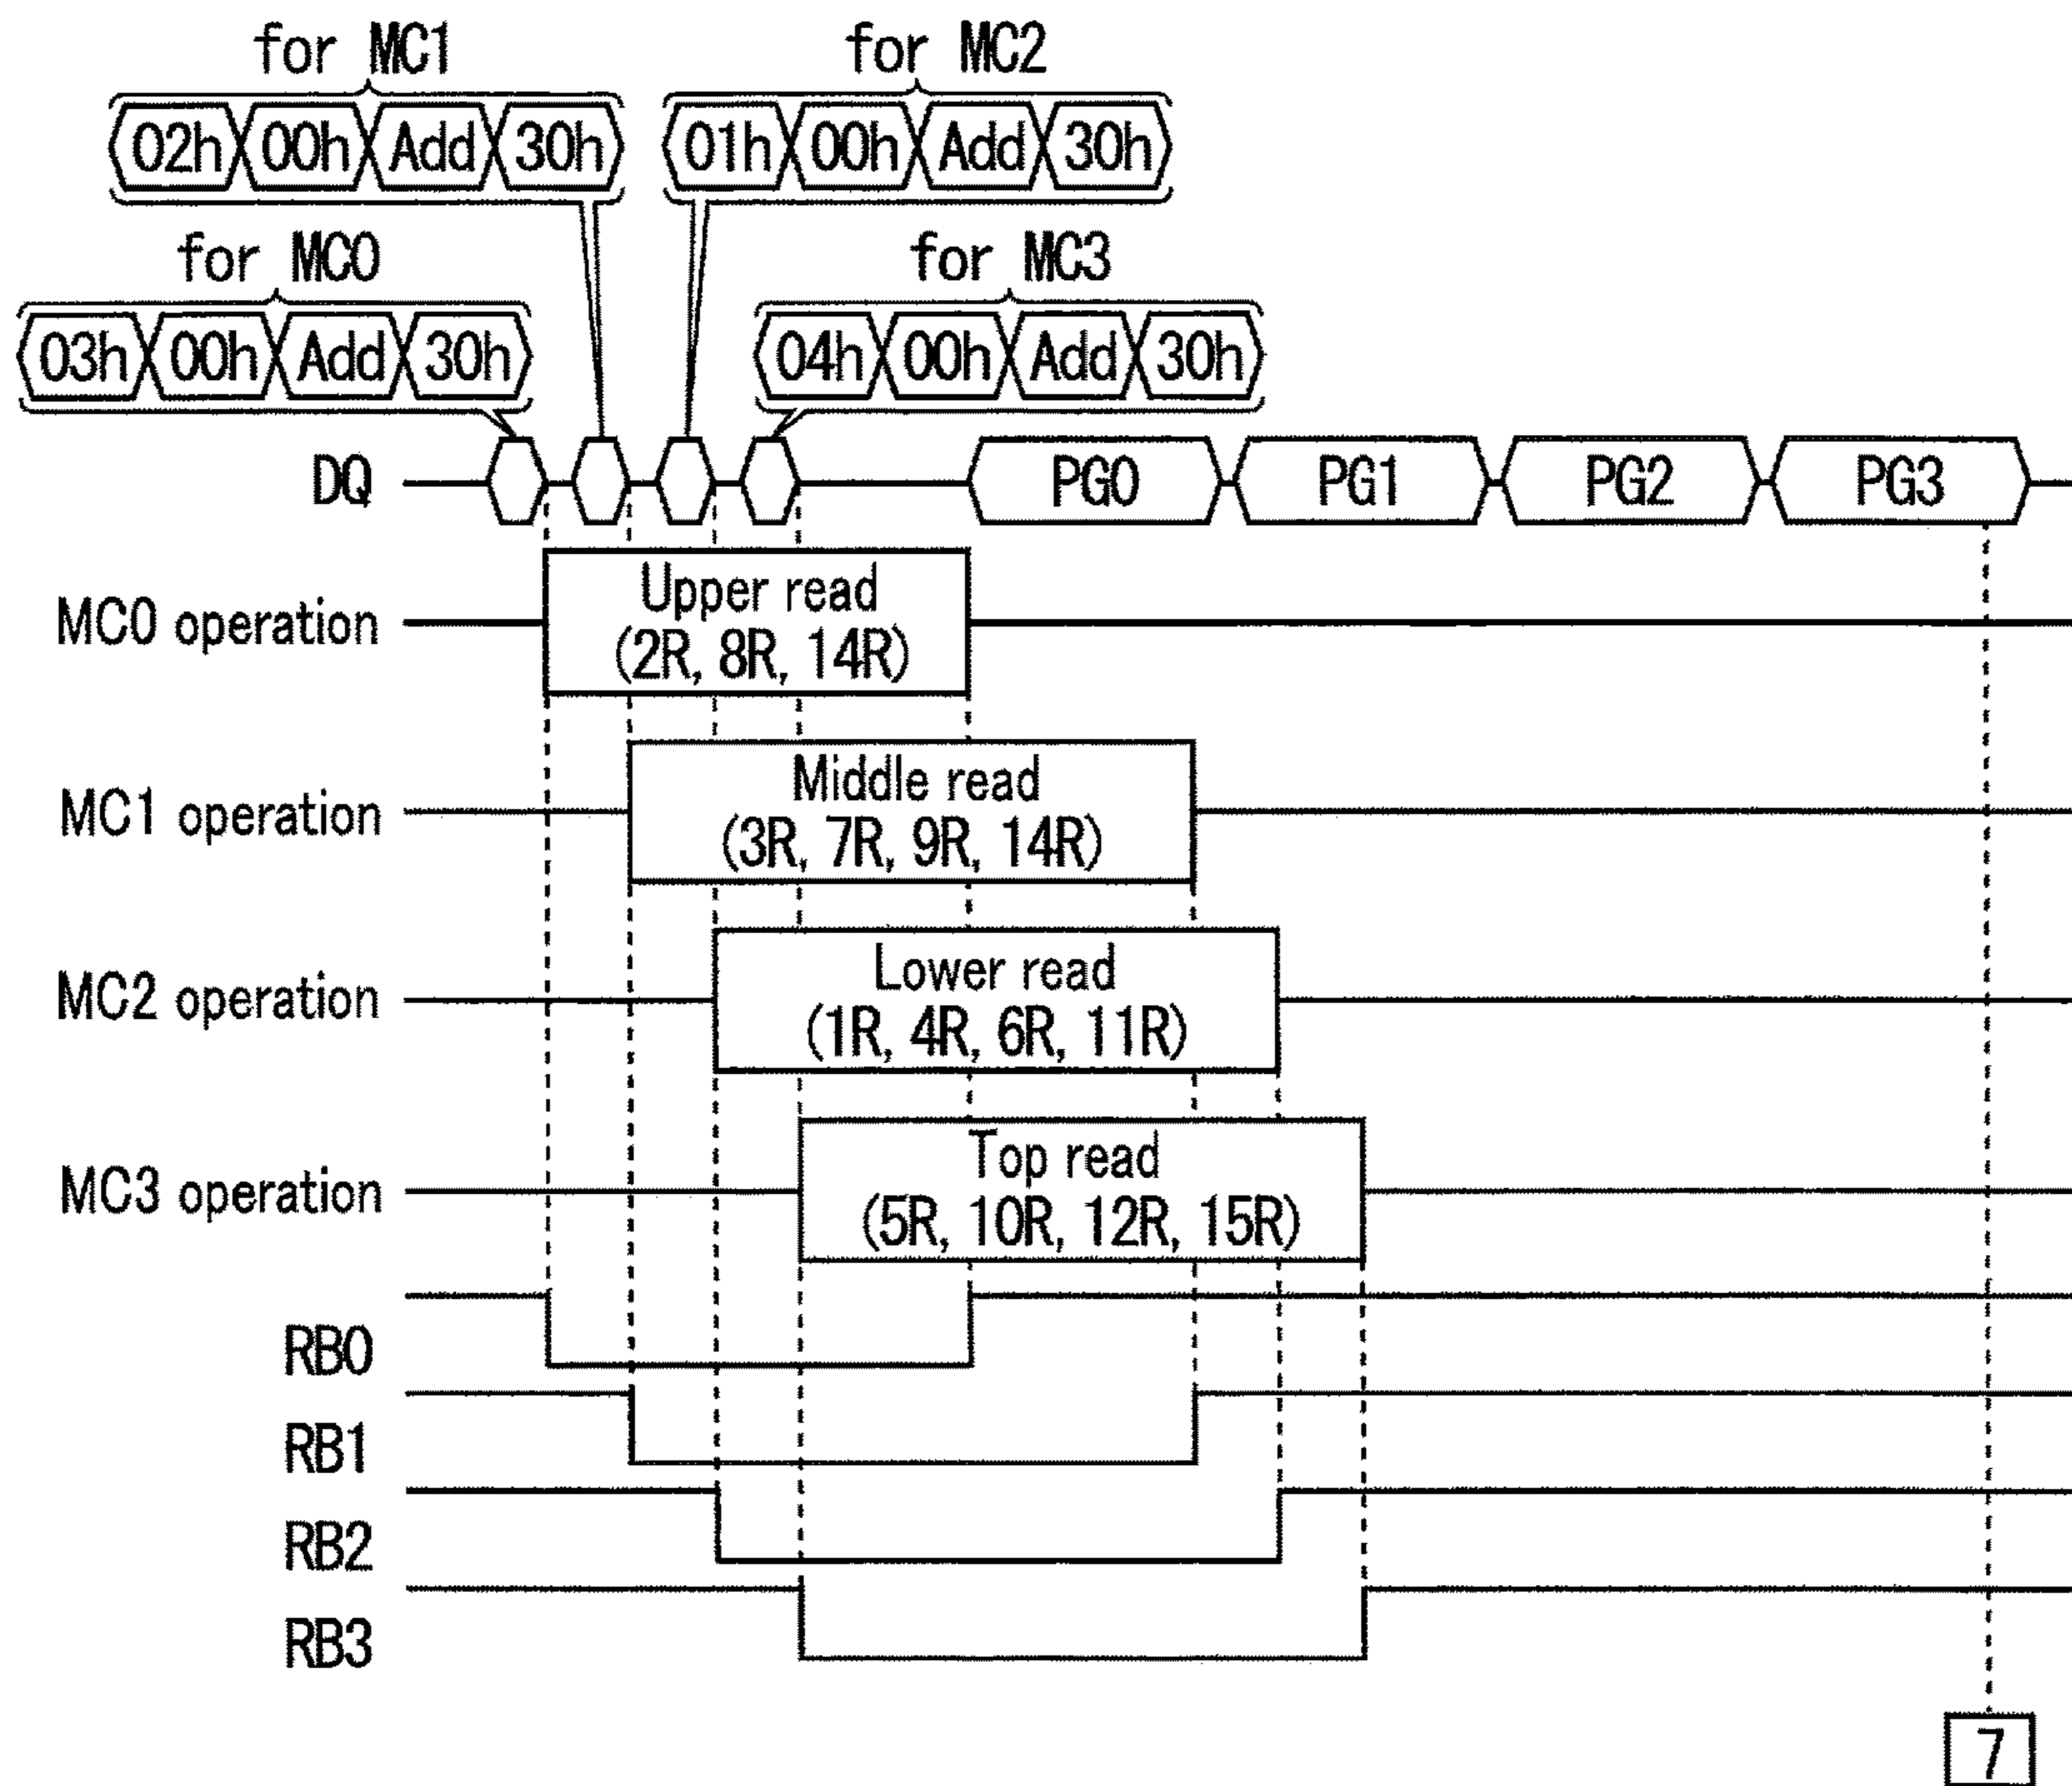 for MC1 for MC2
02h 00h Add 30h 01h 00h Add 30h
for MC0 for MC3
03h 00h Add 30h 04h 00h Add 30h
DQ PG0 PG1 PG2 PG3
Upper read
MC0 operation (2R, 8R, 14R)
Middle read
MC1 operation (3R, 7R, 9R, 14R)
Lower read
MC2 operation (1R, 4R, 6R, 11R)
Top read
MC3 operation (5R, 10R, 12R, 15R)
RB0
RB1
RB2
RB3
7